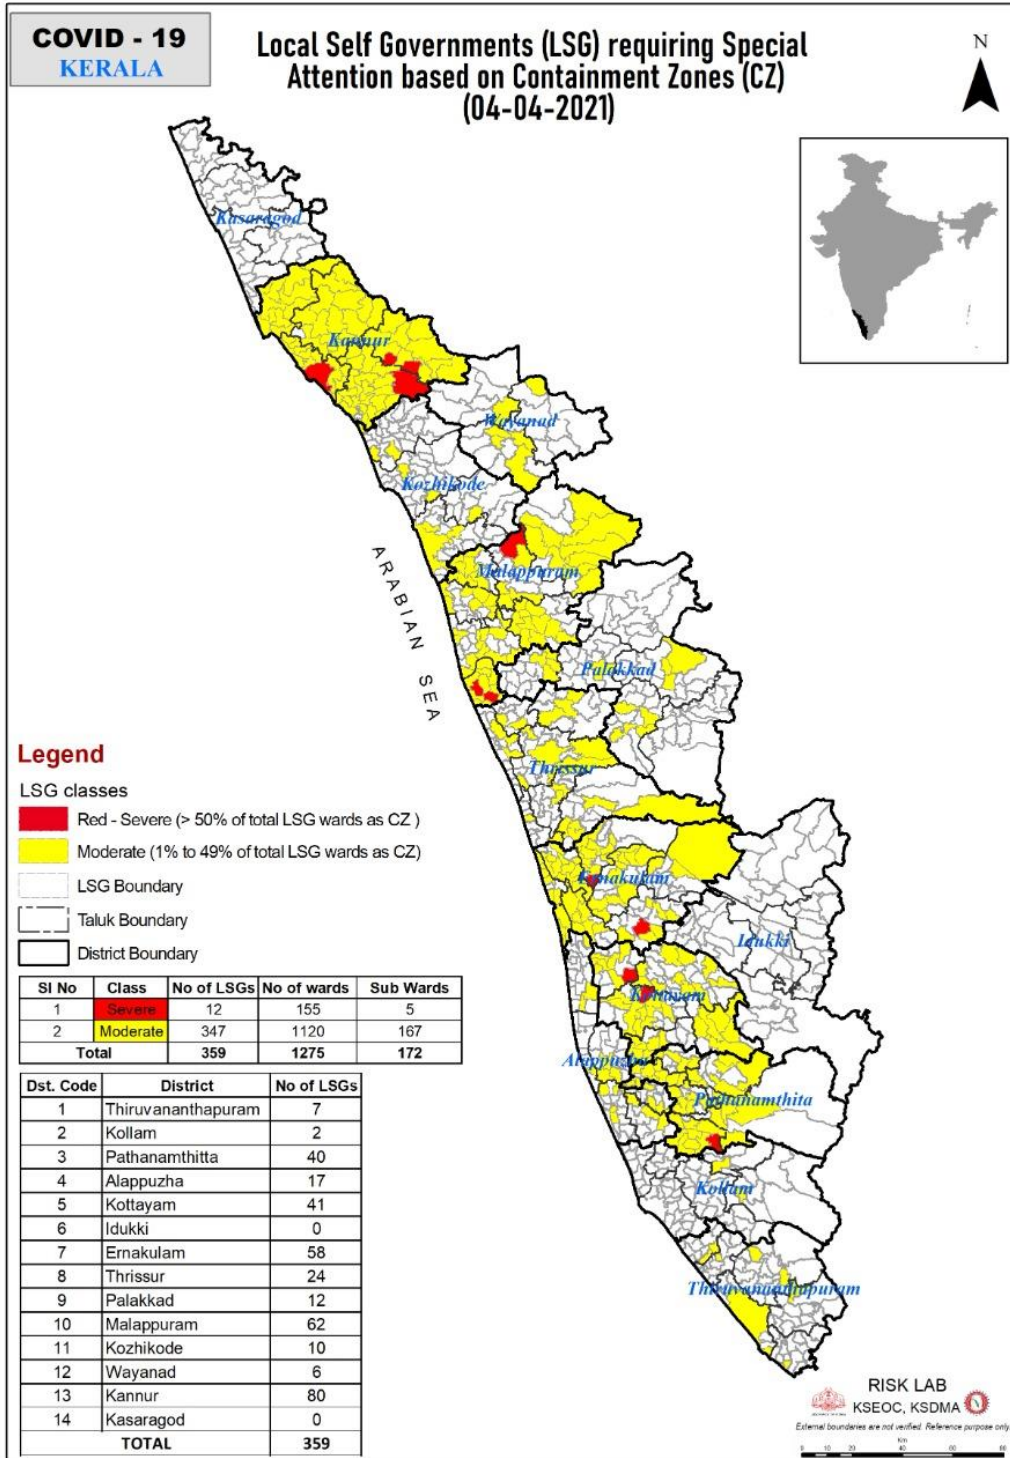 COVID - 19
KERALA
Local Self Governments (LSG) requiring Special
Attention based on Containment Zones (CZ)
(04-04-2021)
N
Kasaragod
Kannur
Wayanad
Kozhikode
Malappuram
ARABIAN SEA
Palakkad
Thrissur
Ernakulam
Idukki
Kottayam
Alappuzha
Pathanamthita
Kollam
Thiruvananthapuram
Legend
LSG classes
Red - Severe (> 50% of total LSG wards as CZ )
Moderate (1% to 49% of total LSG wards as CZ)
LSG Boundary
Taluk Boundary
District Boundary
Sl No Class No of LSGs No of wards Sub Wards
1 Severe 12 155 5
2 Moderate 347 1120 167
Total 359 1275 172
Dst. Code District No of LSGs
1 Thiruvananthapuram 7
2 Kollam 2
3 Pathanamthitta 40
4 Alappuzha 17
5 Kottayam 41
6 Idukki 0
7 Ernakulam 58
8 Thrissur 24
9 Palakkad 12
10 Malappuram 62
11 Kozhikode 10
12 Wayanad 6
13 Kannur 80
14 Kasaragod 0
TOTAL 359
RISK LAB
KSEOC, KSDMA
External boundaries are not verified. Reference purpose only.
Km
0 10 20 40 60 80